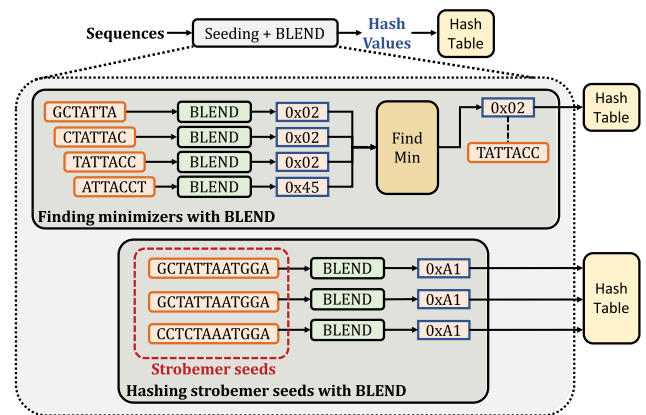 Sequences
Seeding + BLEND
Hash
Values
Hash
Table
GCTATTA
BLEND
0x02
CTATTAC
BLEND
0x02
TATTACC
BLEND
0x02
ATTACCT
BLEND
0x45
Find
Min
0x02
TATTACC
Hash
Table
Finding minimizers with BLEND
GCTATTAATGGA
BLEND
0xA1
GCTATTAATGGA
BLEND
0xA1
CCTCTAAATGGA
BLEND
0xA1
Hash
Table
Strobemer seeds
Hashing strobemer seeds with BLEND